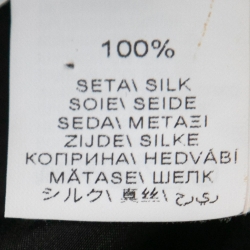 100%
SETA\ SILK
SOIE\ SEIDE
SEDA\ ΜΕΤΑΞΙ
ZIJDE\ SILKE
КОПРИНА\ HEDVÁBÍ
MĂTASE\ ШЕЛК
シルク\ 真丝\ حرير